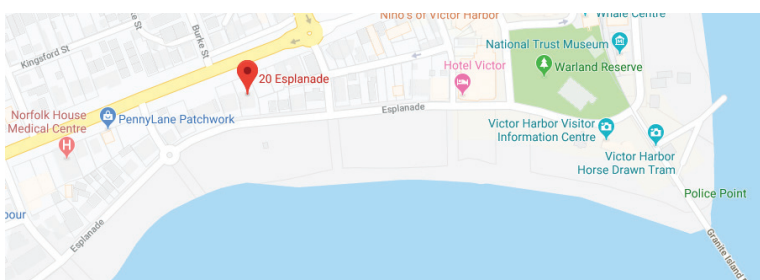 Nino's of Victor Harbor
Whale Centre
Kingsford St
Burke St
National Trust Museum
Hotel Victor
Warland Reserve
20 Esplanade
Esplanade
Norfolk House
Medical Centre
PennyLane Patchwork
Victor Harbor Visitor
Information Centre
Victor Harbor
Horse Drawn Tram
Police Point
Esplanade
Granite Island